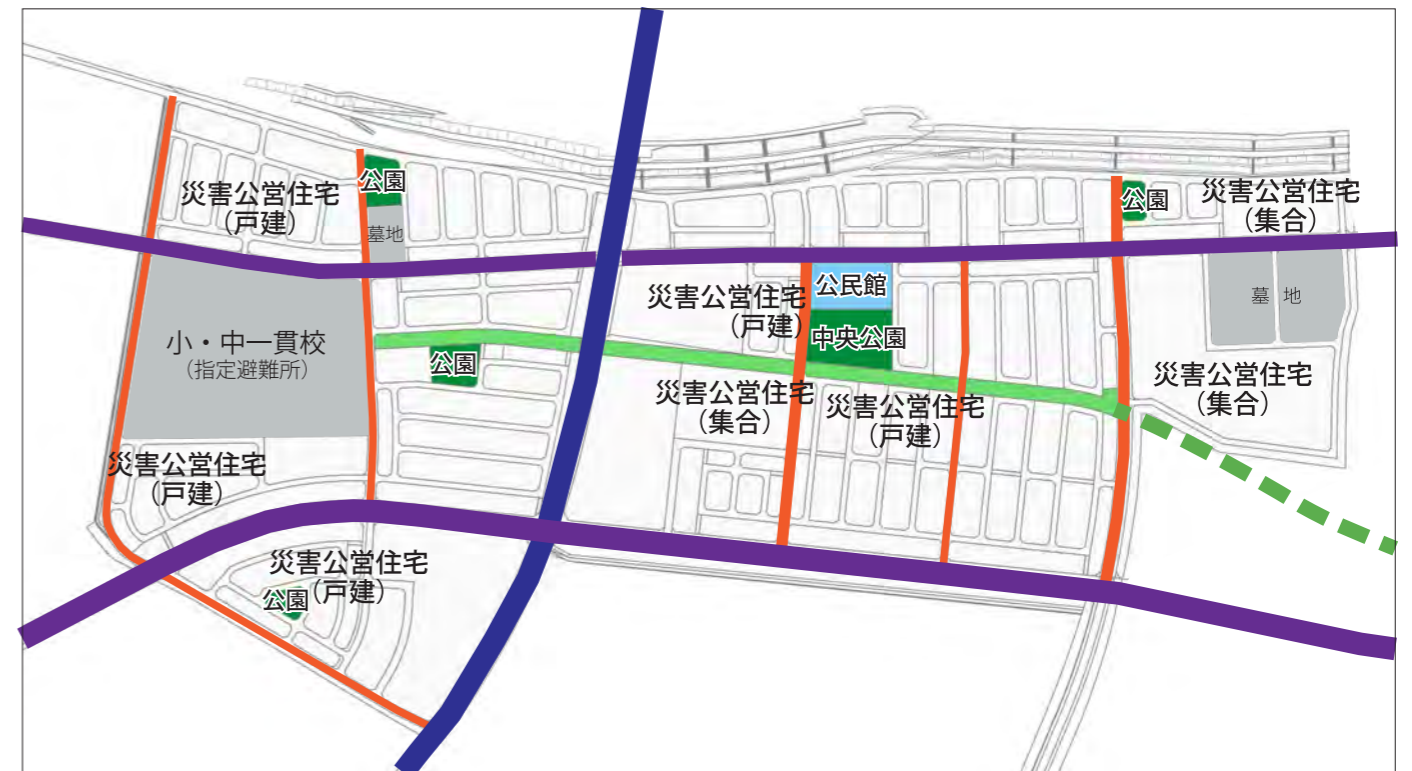 災害公営住宅
（戸建）
公園
墓地
公園
災害公営住宅
（集合）
小・中一貫校
（指定避難所）
公園
災害公営住宅
（戸建）
公民館
中央公園
墓 地
災害公営住宅
（集合）
災害公営住宅
（戸建）
災害公営住宅
（集合）
災害公営住宅
（戸建）
災害公営住宅
（戸建）
公園